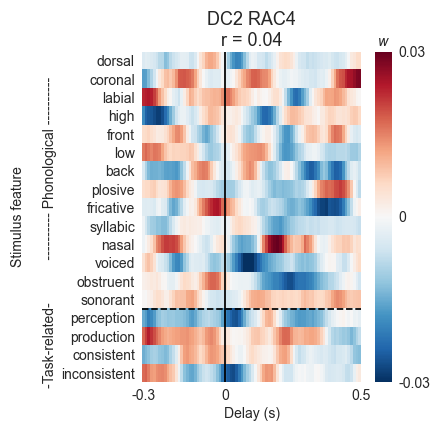 DC2 RAC4
r = 0.04
w
dorsal
coronal
labial
high
front
low
back
plosive
fricative
syllabic
nasal
voiced
obstruent
sonorant
perception
production
consistent
inconsistent
Stimulus feature
---------- Phonological ----------
-Task-related-
0.03
0
-0.03
-0.3
0
0.5
Delay (s)